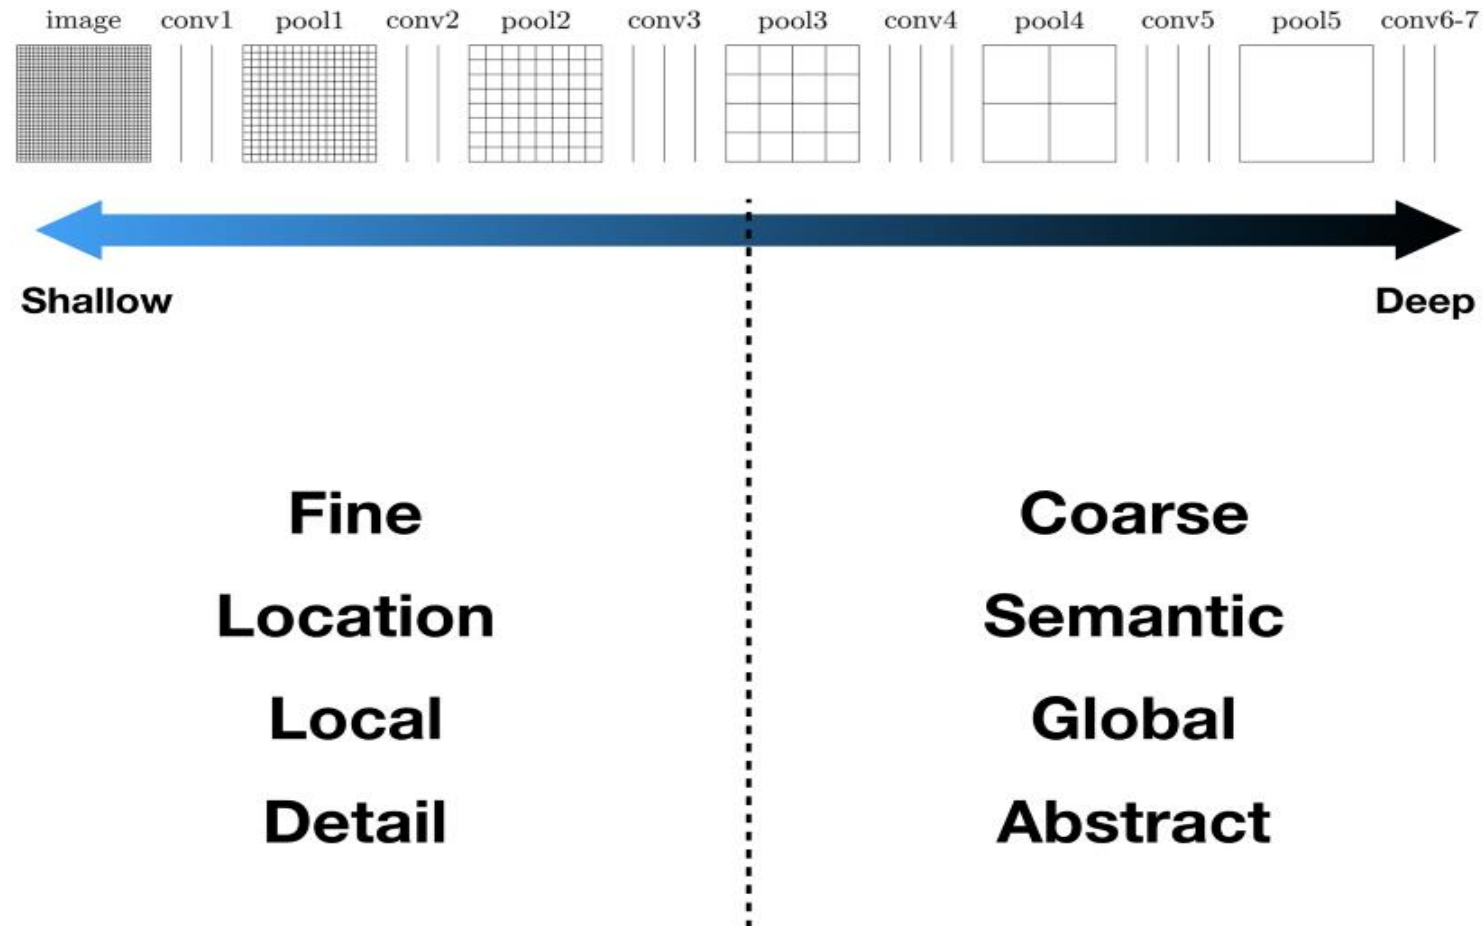 image conv1 pool1 conv2 pool2 conv3 pool3 conv4 pool4 conv5 pool5 conv6-7
Shallow Deep
Fine Coarse
Location Semantic
Local Global
Detail Abstract